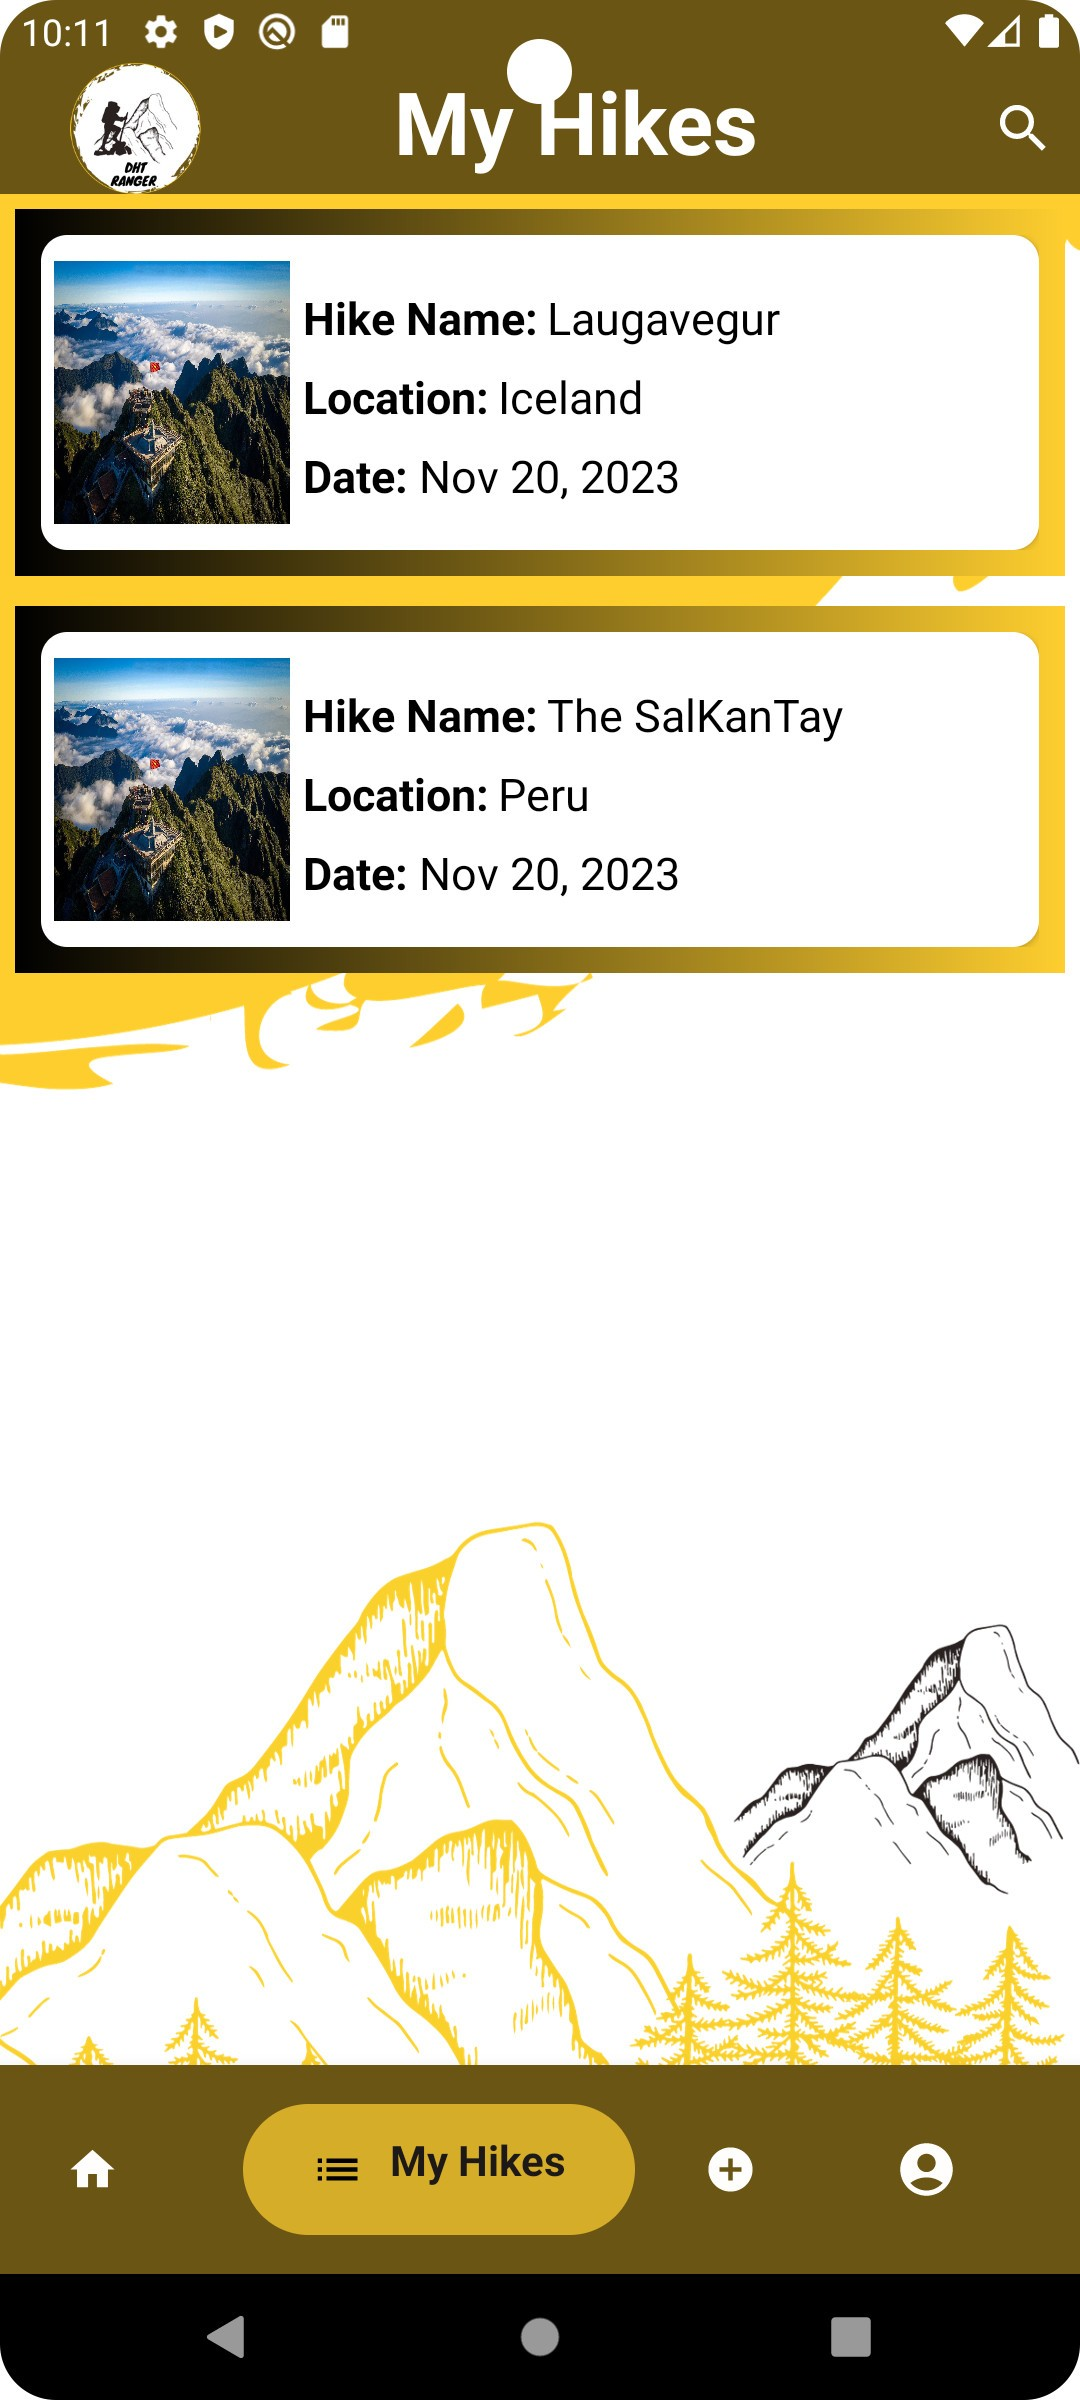 10:11
DHT
RANGER
My Hikes
Hike Name: Laugavegur
Location: Iceland
Date: Nov 20, 2023
Hike Name: The SalKanTay
Location: Peru
Date: Nov 20, 2023
My Hikes